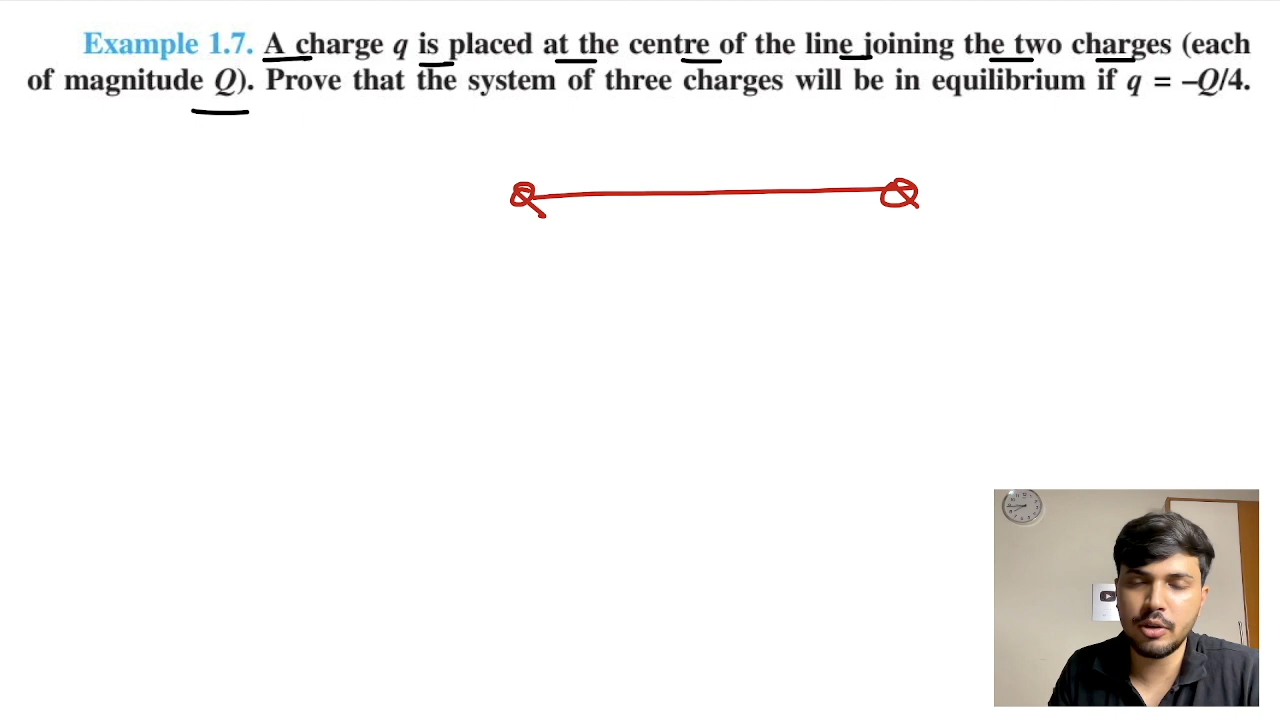 Example 1.7. A charge q is placed at the centre of the line joining the two charges (each
of magnitude Q). Prove that the system of three charges will be in equilibrium if q = –Q/4.
Q Q